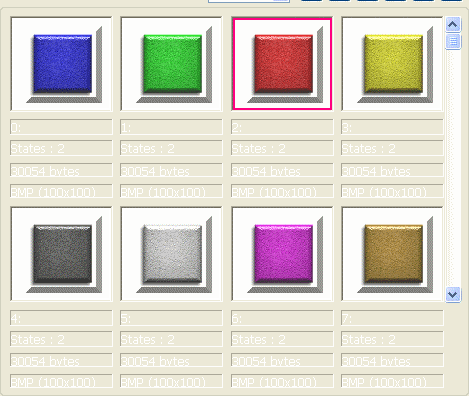 0: 1: 2: 3:
States : 2 States : 2 States : 2 States : 2
30054 bytes 30054 bytes 30054 bytes 30054 bytes
BMP (100x100) BMP (100x100) BMP (100x100) BMP (100x100)
4: 5: 6: 7:
States : 2 States : 2 States : 2 States : 2
30054 bytes 30054 bytes 30054 bytes 30054 bytes
BMP (100x100) BMP (100x100) BMP (100x100) BMP (100x100)